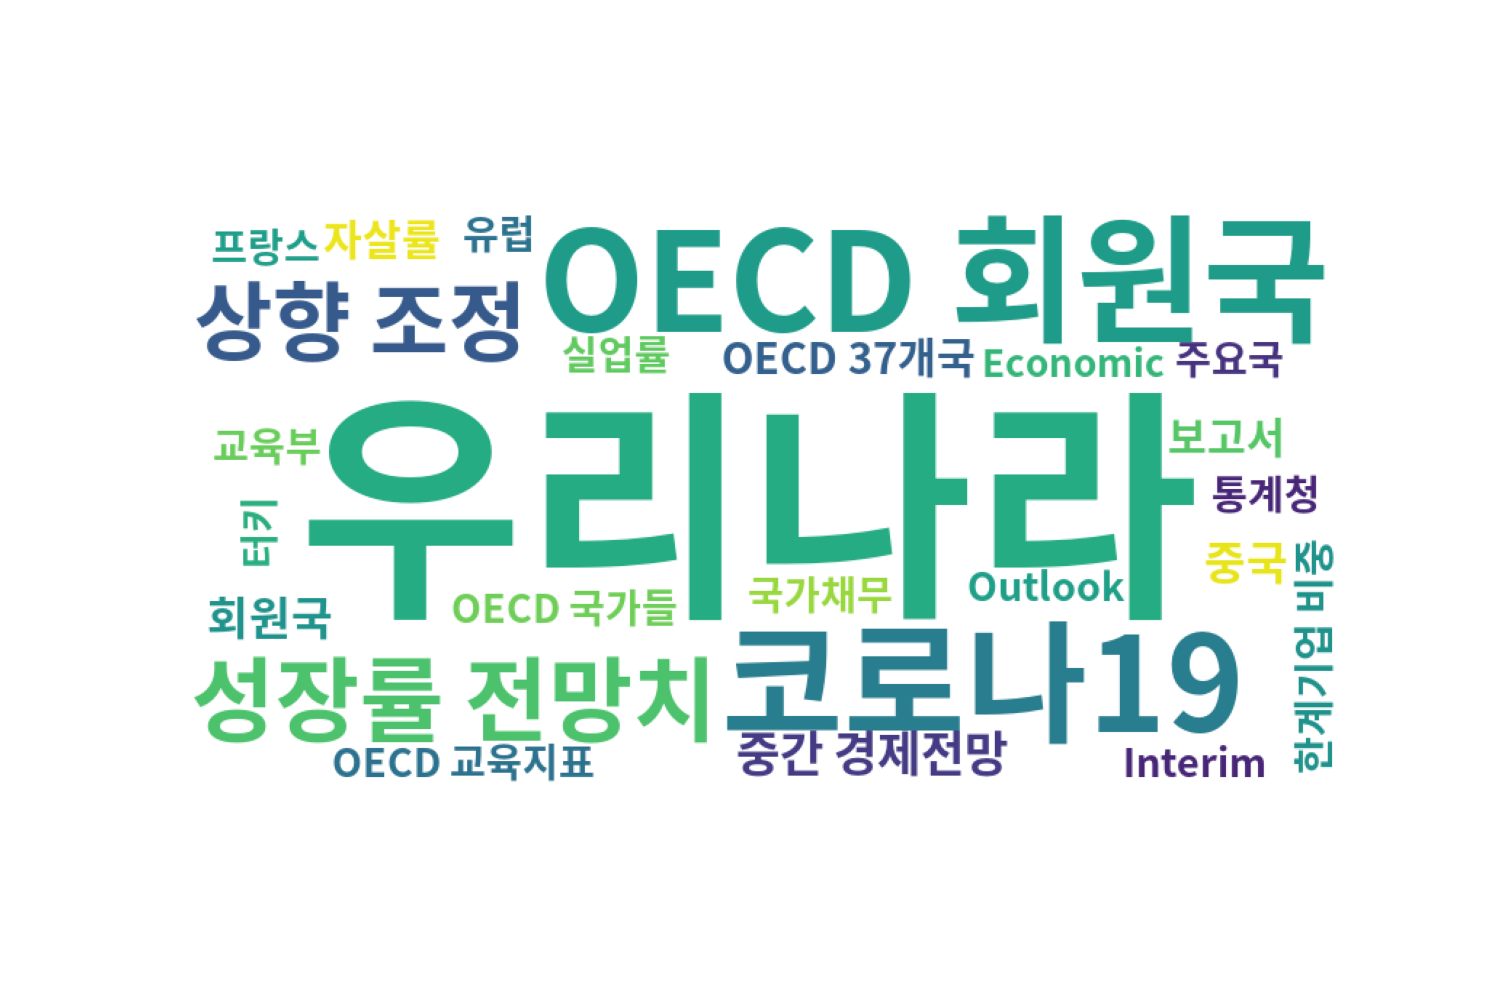 프랑스
자살률
유럽
OECD 회원국
상향 조정
실업률
OECD 37개국
Economic
주요국
우리나라
교육부
보고서
통계청
터키
중국
한계기업 비중
회원국
OECD 국가들
국가채무
Outlook
성장률 전망치
코로나19
OECD 교육지표
중간 경제전망
Interim